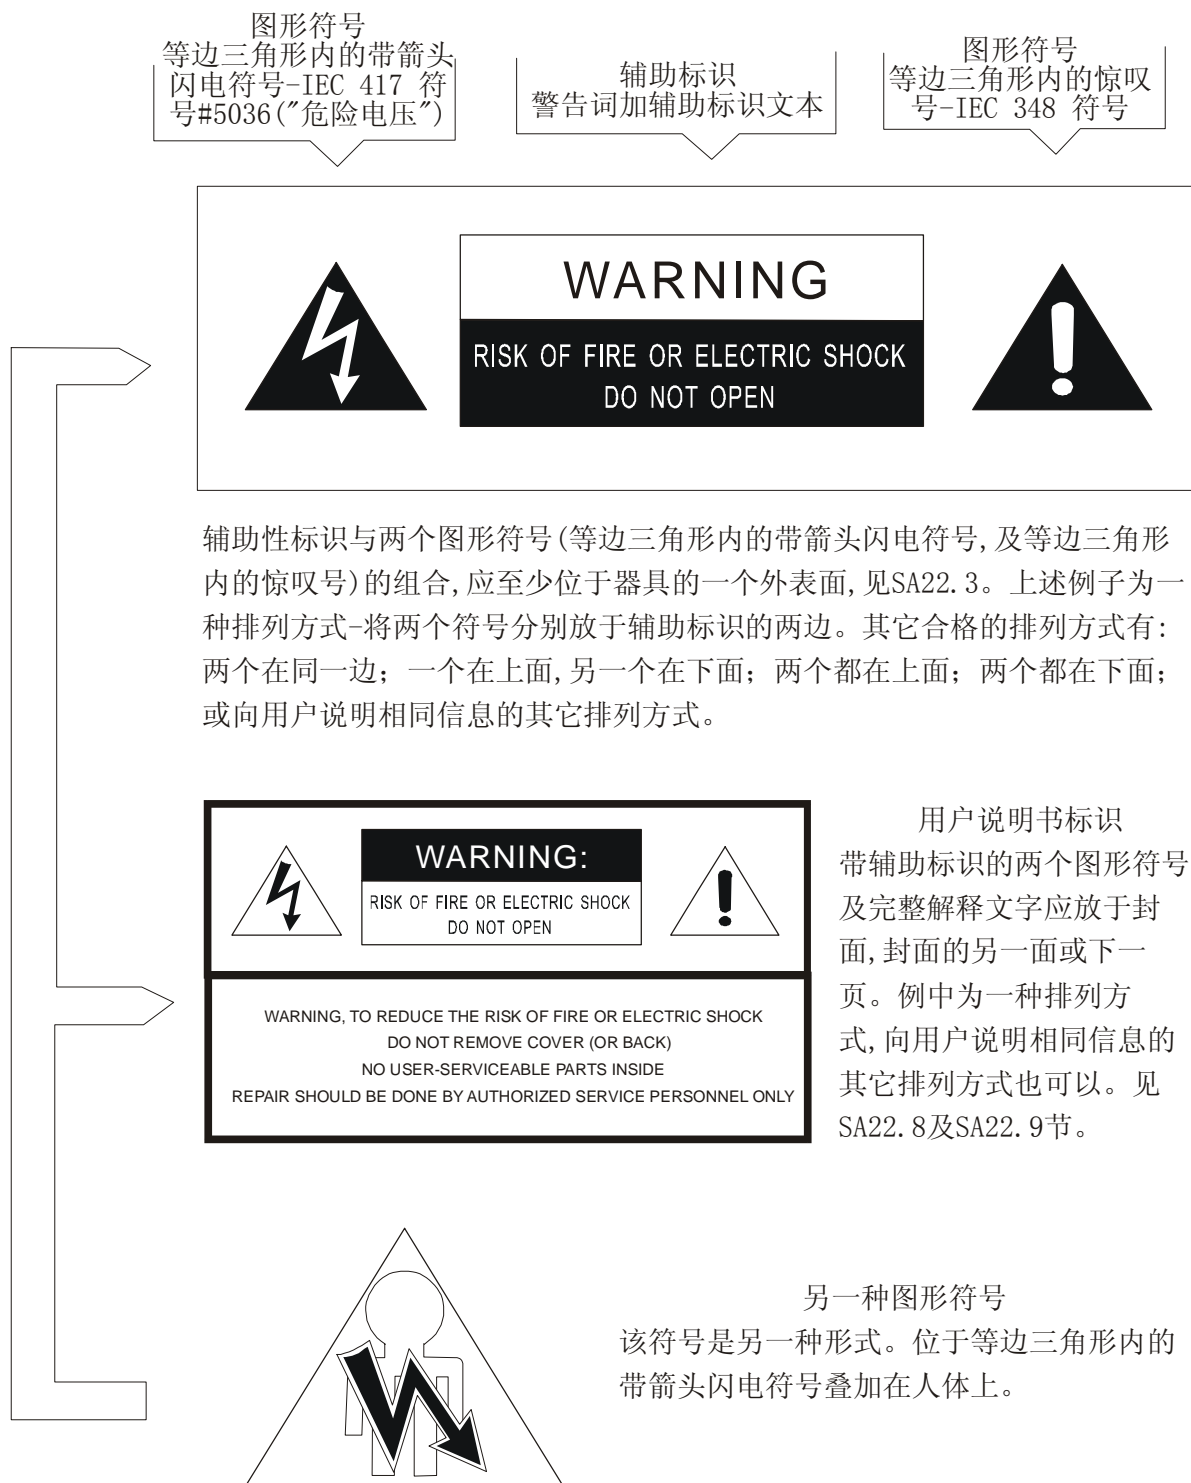 图形符号
等边三角形内的带箭头
闪电符号-IEC 417 符
号#5036("危险电压")
辅助标识
警告词加辅助标识文本
图形符号
等边三角形内的惊叹
号-IEC 348 符号
WARNING
RISK OF FIRE OR ELECTRIC SHOCK
DO NOT OPEN
辅助性标识与两个图形符号(等边三角形内的带箭头闪电符号,及等边三角形
内的惊叹号)的组合,应至少位于器具的一个外表面,见SA22.3。上述例子为一
种排列方式-将两个符号分别放于辅助标识的两边。其它合格的排列方式有:
两个在同一边；一个在上面,另一个在下面；两个都在上面；两个都在下面；
或向用户说明相同信息的其它排列方式。
WARNING:
RISK OF FIRE OR ELECTRIC SHOCK
DO NOT OPEN
WARNING, TO REDUCE THE RISK OF FIRE OR ELECTRIC SHOCK
DO NOT REMOVE COVER (OR BACK)
NO USER-SERVICEABLE PARTS INSIDE
REPAIR SHOULD BE DONE BY AUTHORIZED SERVICE PERSONNEL ONLY
用户说明书标识
带辅助标识的两个图形符号
及完整解释文字应放于封
面,封面的另一面或下一
页。例中为一种排列方
式,向用户说明相同信息的
其它排列方式也可以。见
SA22.8及SA22.9节。
另一种图形符号
该符号是另一种形式。位于等边三角形内的
带箭头闪电符号叠加在人体上。